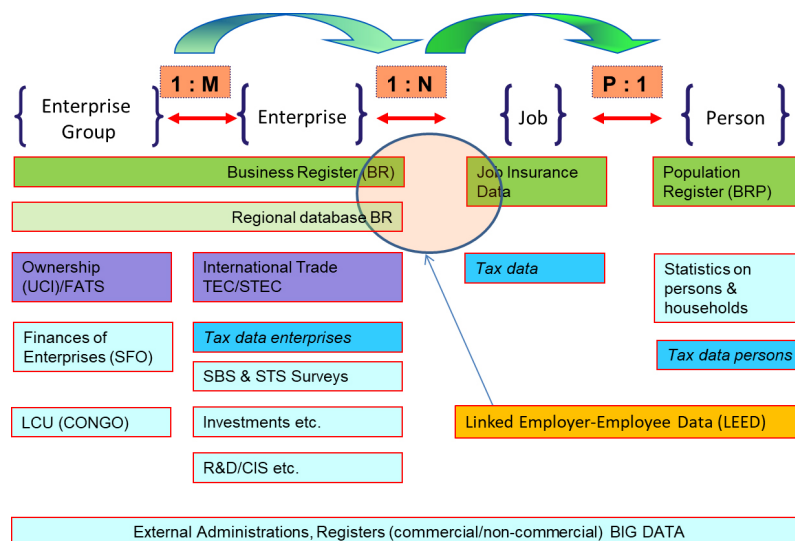 1 : M
1 : N
P : 1
{ Enterprise
Group }
{ Enterprise }
{ Job }
{ Person }
Business Register (BR)
Job Insurance
Data
Population
Register (BRP)
Regional database BR
Ownership
(UCI)/FATS
International Trade
TEC/STEC
Tax data
Statistics on
persons &
households
Finances of
Enterprises (SFO)
Tax data enterprises
Tax data persons
SBS & STS Surveys
LCU (CONGO)
Investments etc.
Linked Employer-Employee Data (LEED)
R&D/CIS etc.
External Administrations, Registers (commercial/non-commercial) BIG DATA